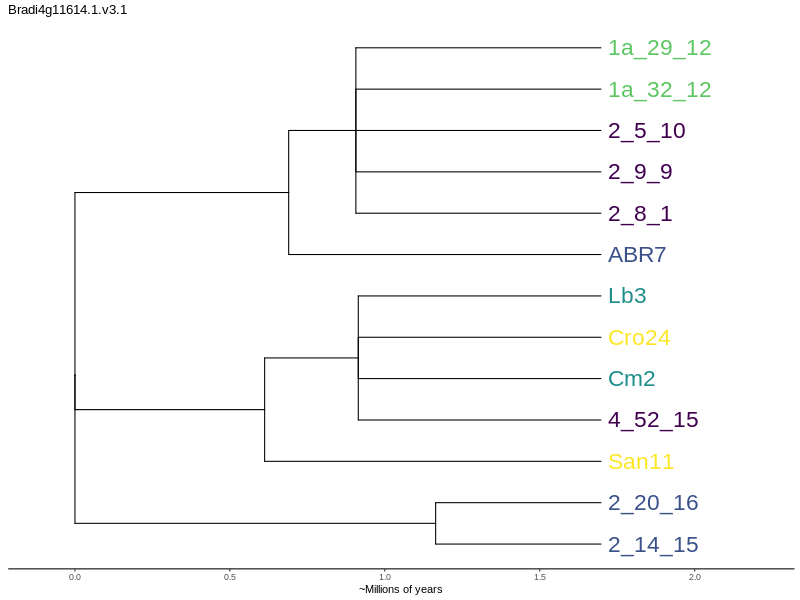 Bradi4g11614.1.v3.1
1a_29_12
1a_32_12
2_5_10
2_9_9
2_8_1
ABR7
Lb3
Cro24
Cm2
4_52_15
San11
2_20_16
2_14_15
0.0 0.5 1.0 1.5 2.0
~Millions of years